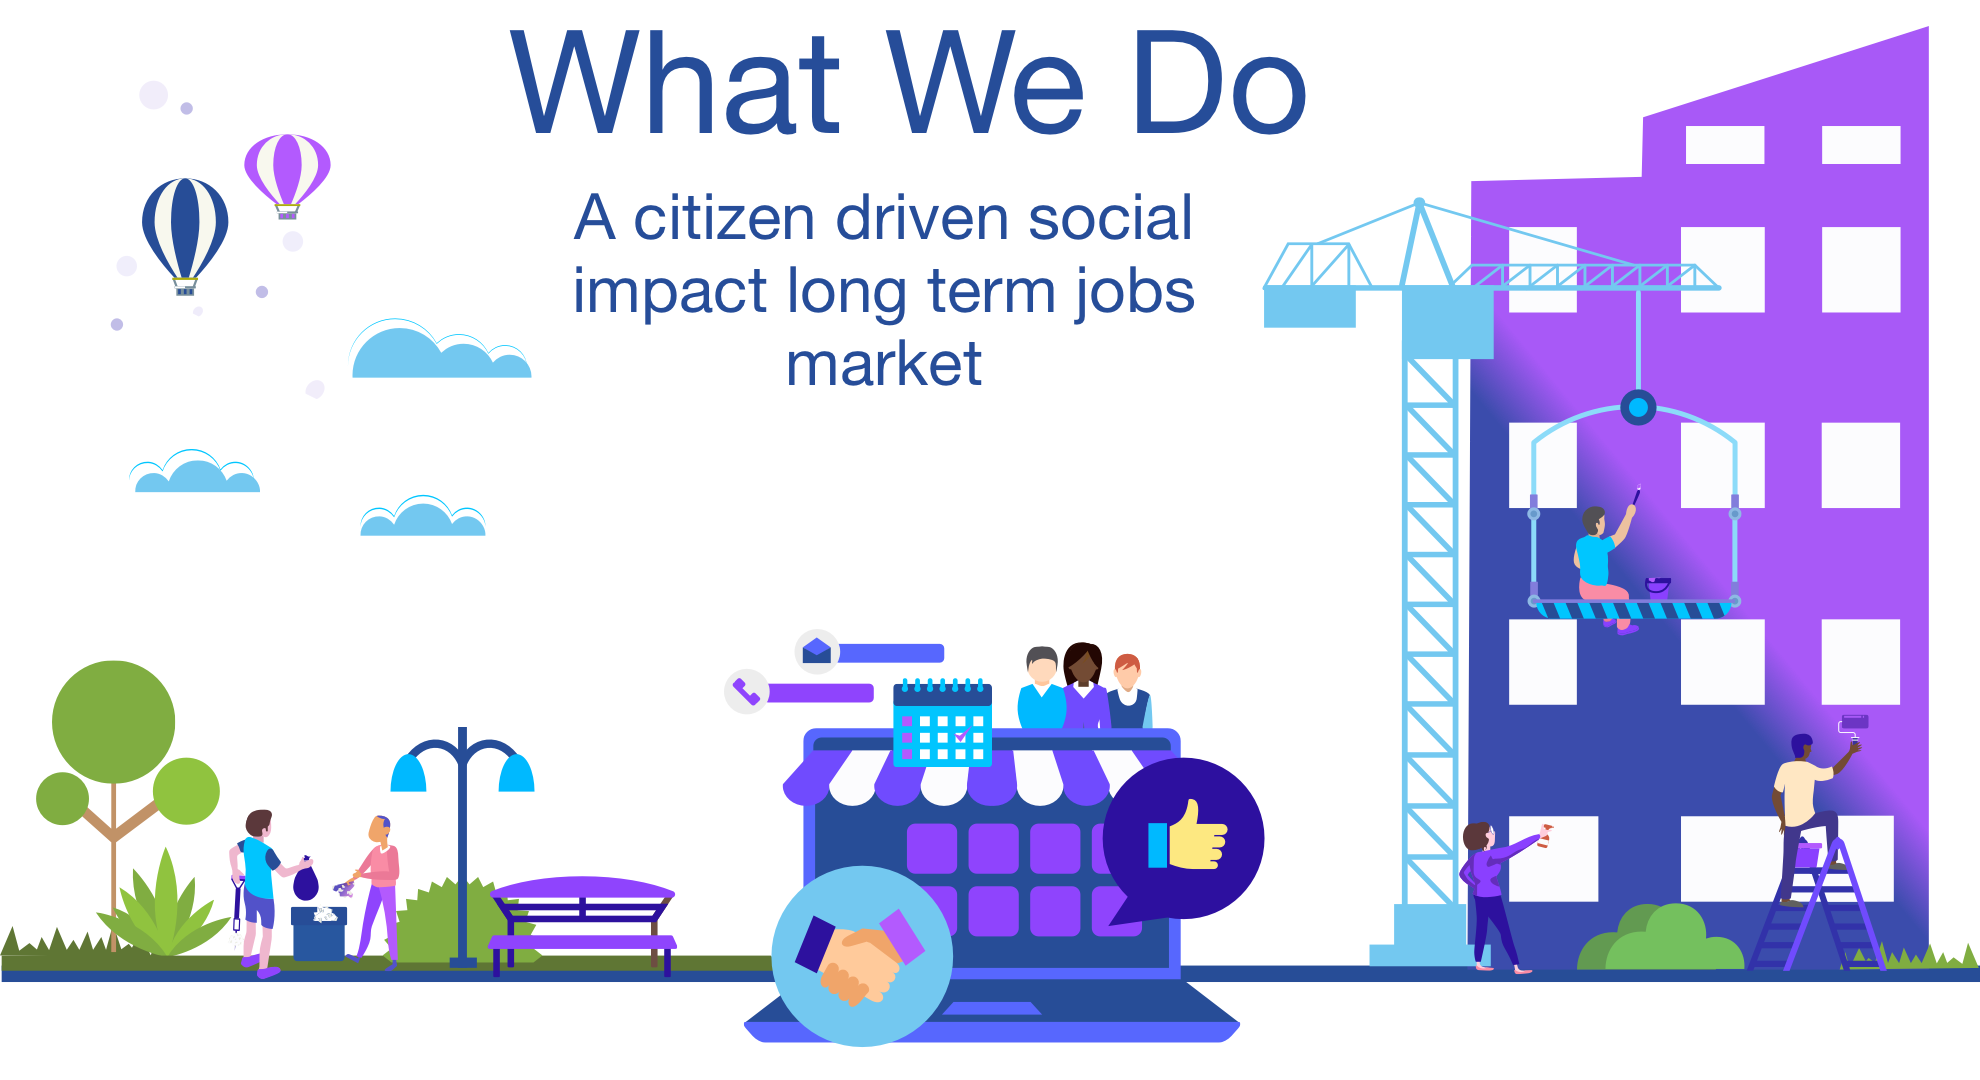 What We Do
A citizen driven social
impact long term jobs
market